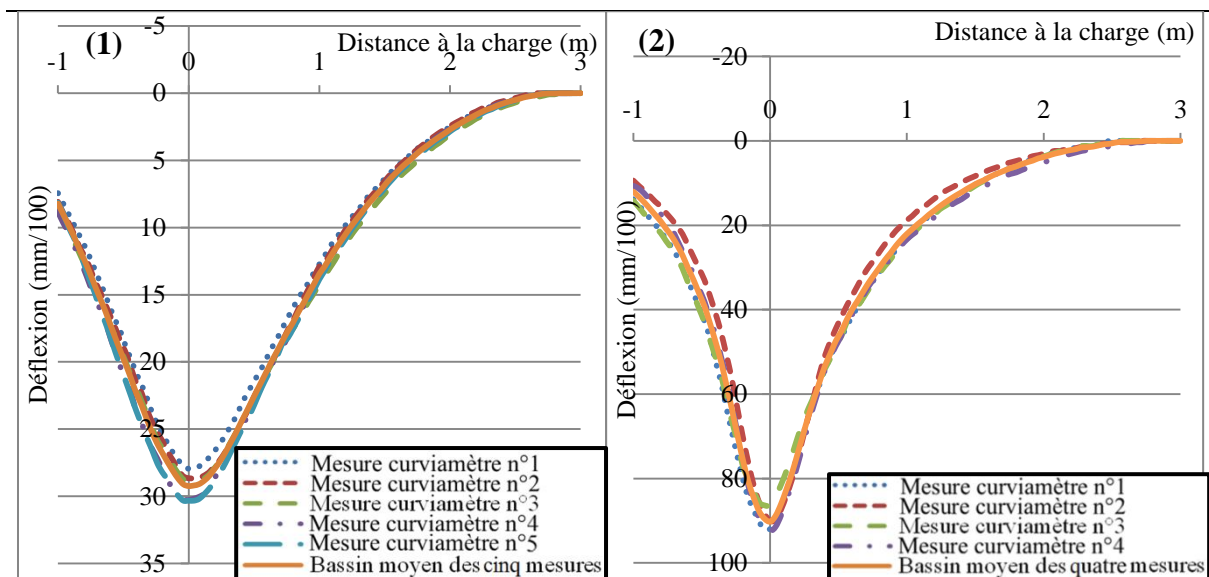 (1)
Distance à la charge (m)
-5
-1
0
1
2
3
0
5
10
15
20
25
30
35
Déflexion (mm/100)
Mesure curviamètre n°1
Mesure curviamètre n°2
Mesure curviamètre n°3
Mesure curviamètre n°4
Mesure curviamètre n°5
Bassin moyen des cinq mesures
(2)
Distance à la charge (m)
-20
-1
0
1
2
3
0
20
40
60
80
100
Déflexion (mm/100)
Mesure curviamètre n°1
Mesure curviamètre n°2
Mesure curviamètre n°3
Mesure curviamètre n°4
Bassin moyen des quatre mesures